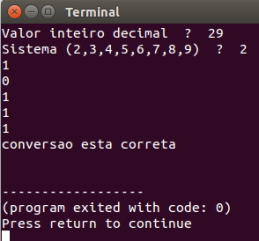 Terminal
Valor inteiro decimal  ?  29
Sistema (2,3,4,5,6,7,8,9)  ?  2
1
0
1
1
1
conversao esta correta
------------------
(program exited with code: 0)
Press return to continue